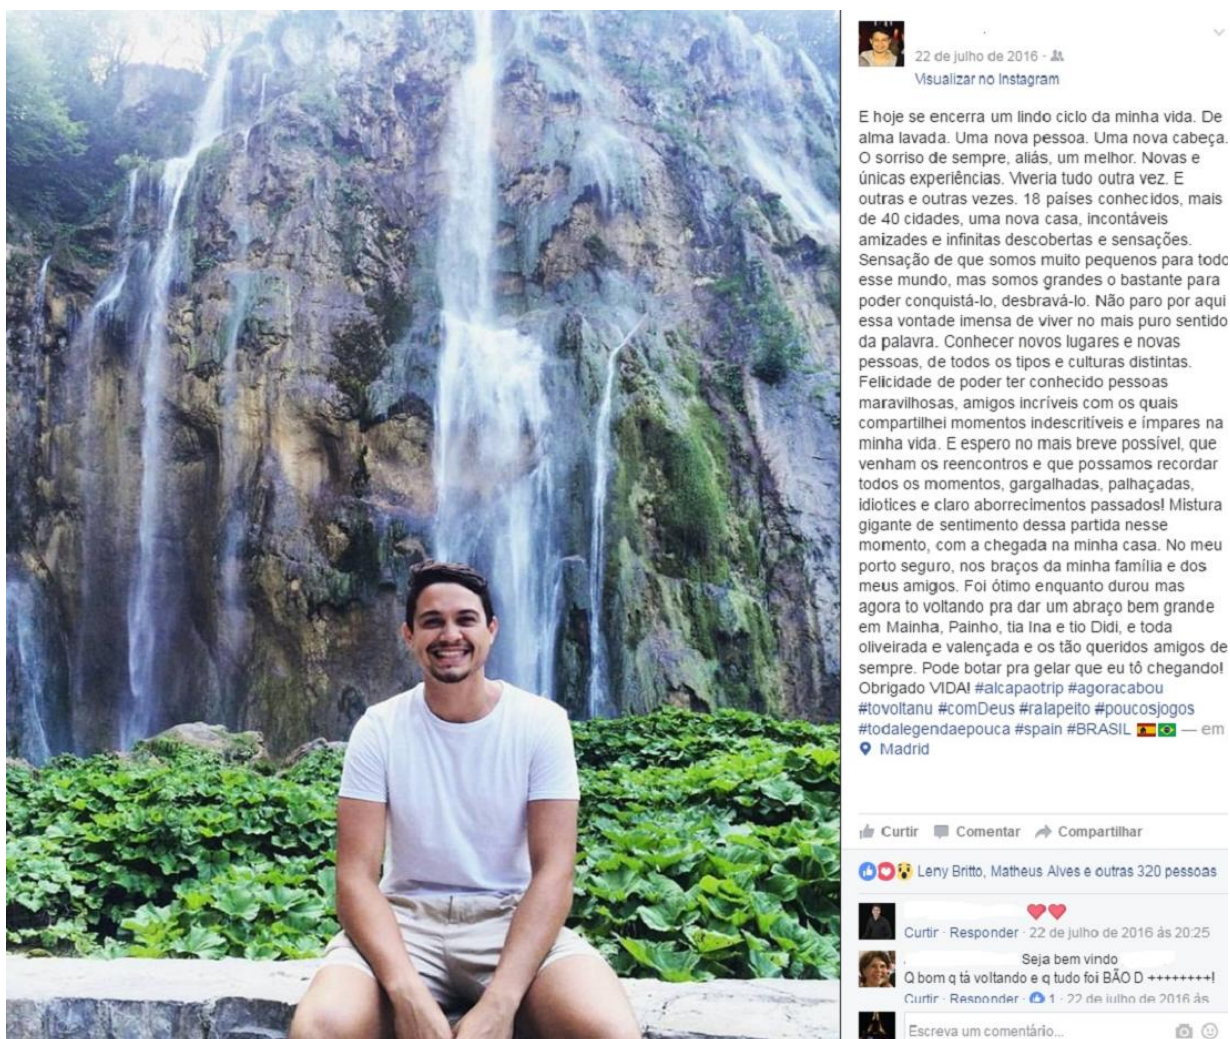 22 de julho de 2016
Visualizar no Instagram
E hoje se encerra um lindo ciclo da minha vida. De
alma lavada. Uma nova pessoa. Uma nova cabeça.
O sorriso de sempre, aliás, um melhor. Novas e
únicas experiências. Viveria tudo outra vez. E
outras e outras vezes. 18 países conhecidos, mais
de 40 cidades, uma nova casa, incontáveis
amizades e infinitas descobertas e sensações.
Sensação de que somos muito pequenos para todo
esse mundo, mas somos grandes o bastante para
poder conquistá-lo, desbravá-lo. Não paro por aqui
essa vontade imensa de viver no mais puro sentido
da palavra. Conhecer novos lugares e novas
pessoas, de todos os tipos e culturas distintas.
Felicidade de poder ter conhecido pessoas
maravilhosas, amigos incríveis com os quais
compartilhei momentos indescritíveis e ímpares na
minha vida. E espero no mais breve possível, que
venham os reencontros e que possamos recordar
todos os momentos, gargalhadas, palhaçadas,
idiotices e claro aborrecimentos passados! Mistura
gigante de sentimento dessa partida nesse
momento, com a chegada na minha casa. No meu
porto seguro, nos braços da minha família e dos
meus amigos. Foi ótimo enquanto durou mas
agora to voltando pra dar um abraço bem grande
em Mainha, Painho, tia Ina e tio Didi, e toda
oliveirada e valençada e os tão queridos amigos de
sempre. Pode botar pra gelar que eu tô chegando!
Obrigado VIDA! #alcapaotrip #agoracabou
#tovoltanu #comDeus #ralapeito #poucosjogos
#todalegendaepouca #spain #BRASIL 🇪🇸🇧🇷 — em
Madrid
Curtir Comentar Compartilhar
Leny Britto, Matheus Alves e outras 320 pessoas
Curtir · Responder · 22 de julho de 2016 às 20:25
Seja bem vindo
Q bom q tá voltando e q tudo foi BÃO D ++++++++!
Curtir · Responder · 1 · 22 de julho de 2016 às
Escreva um comentário...